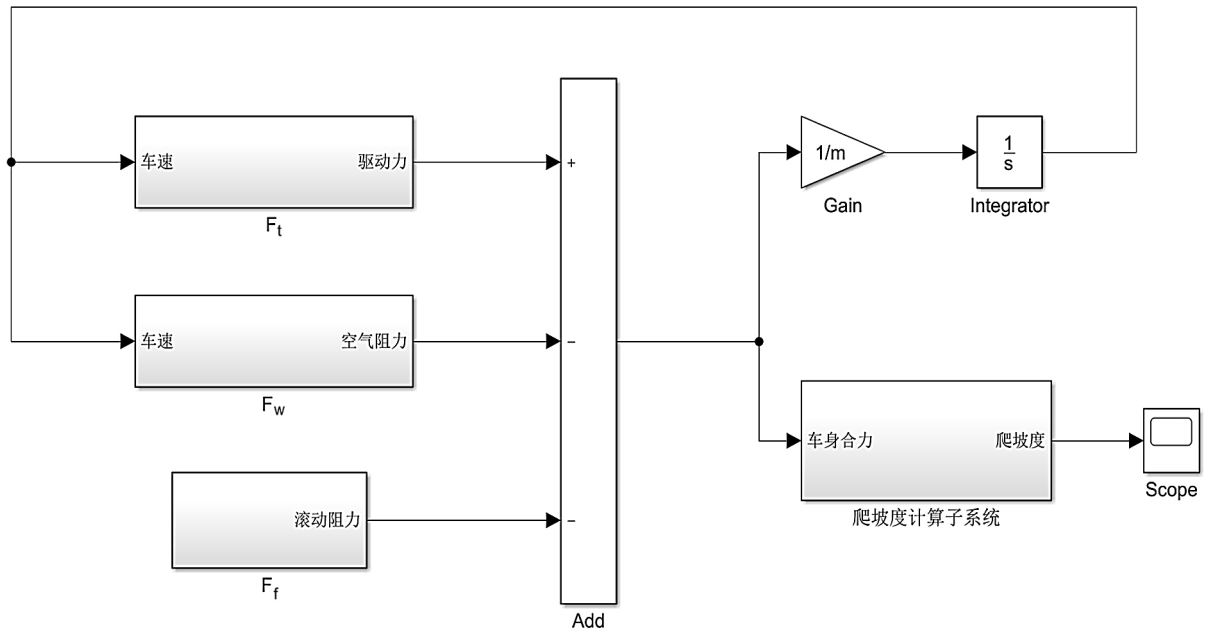 车速
驱动力
F_t
+
1/m
Gain
1
s
Integrator
车速
空气阻力
F_w
−
车身合力
爬坡度
爬坡度计算子系统
Scope
滚动阻力
F_f
−
Add